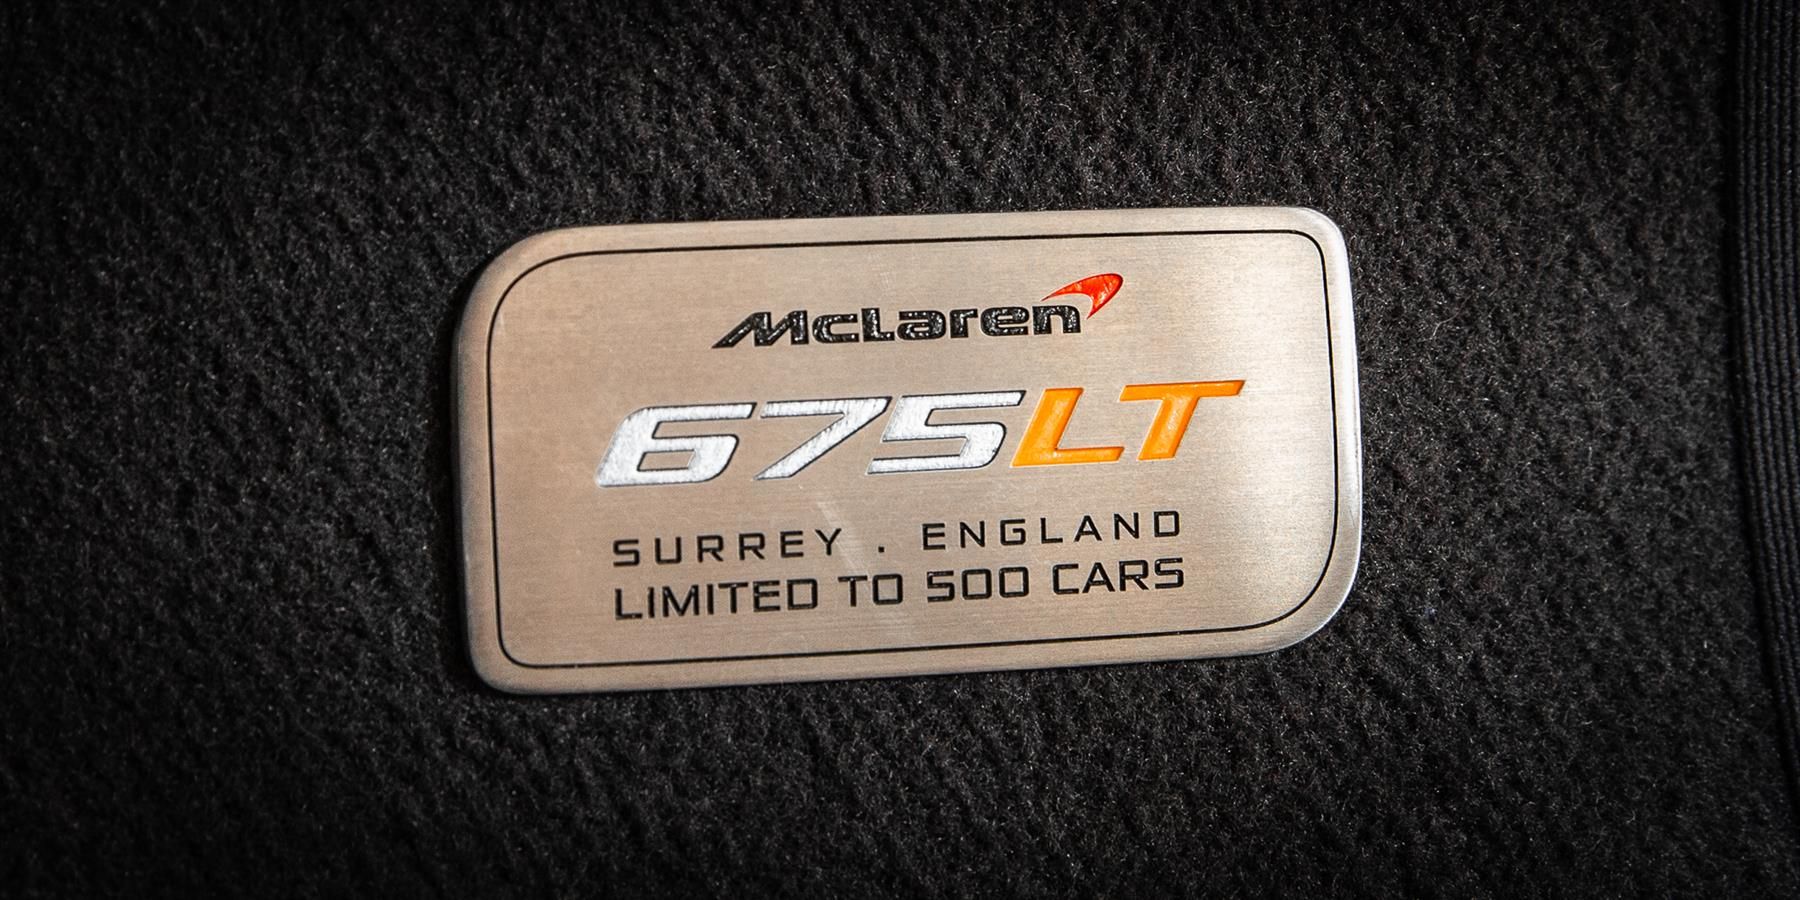 McLaren
675LT
SURREY . ENGLAND
LIMITED TO 500 CARS